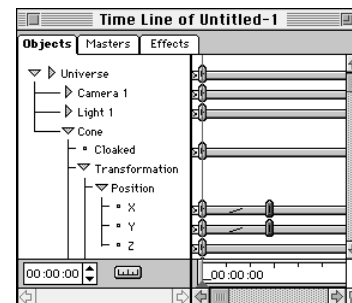 Time Line of Untitled-1
Objects Masters Effects
Universe
Camera 1
Light 1
Cone
Cloaked
Transformation
Position
X
Y
Z
00:00:00 00:00:00